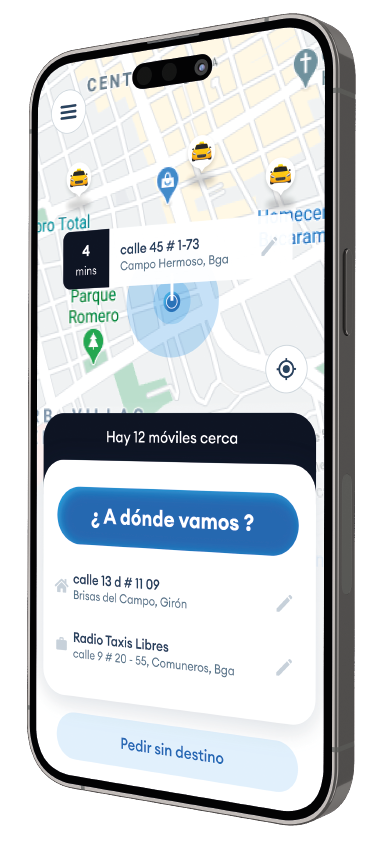 CENT
oro Total
4
mins
calle 45 # 1-73
Campo Hermoso, Bga
Homecen
aram
Parque
Romero
Hay 12 móviles cerca
¿ A dónde vamos ?
calle 13 d # 11 09
Brisas del Campo, Girón
Radio Taxis Libres
calle 9 # 20 - 55, Comuneros, Bga
Pedir sin destino